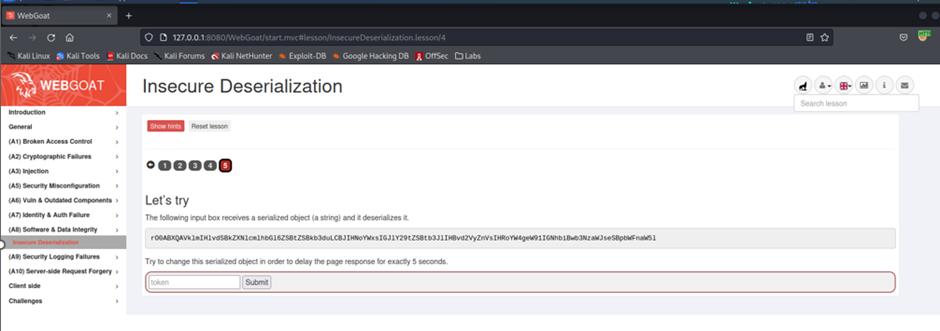 WebGoat
127.0.0.1:8080/WebGoat/start.mvc#lesson/InsecureDeserialization.lesson/4
Kali Linux Kali Tools Kali Docs Kali Forums Kali NetHunter Exploit-DB Google Hacking DB OffSec Labs
WEBGOAT
Insecure Deserialization
Search lesson
Introduction
General
(A1) Broken Access Control
(A2) Cryptographic Failures
(A3) Injection
(A5) Security Misconfiguration
(A6) Vuln & Outdated Components
(A7) Identity & Auth Failure
(A8) Software & Data Integrity
Insecure Deserialization
(A9) Security Logging Failures
(A10) Server-side Request Forgery
Client side
Challenges
Show hints Reset lesson
1 2 3 4 5
Let's try
The following input box receives a serialized object (a string) and it deserializes it.
rO0ABXQAVklmIHlvdSBkZXNlcmlhbGl6ZSBtZSBkb3duLCBJIHNoYWxsIGJlY29tZSBtb3JlIHBvd2VyZnVsIHRoYW4geW91IGNhbiBwb3NzaWJseSBpbWFnaW5l
Try to change this serialized object in order to delay the page response for exactly 5 seconds.
token Submit